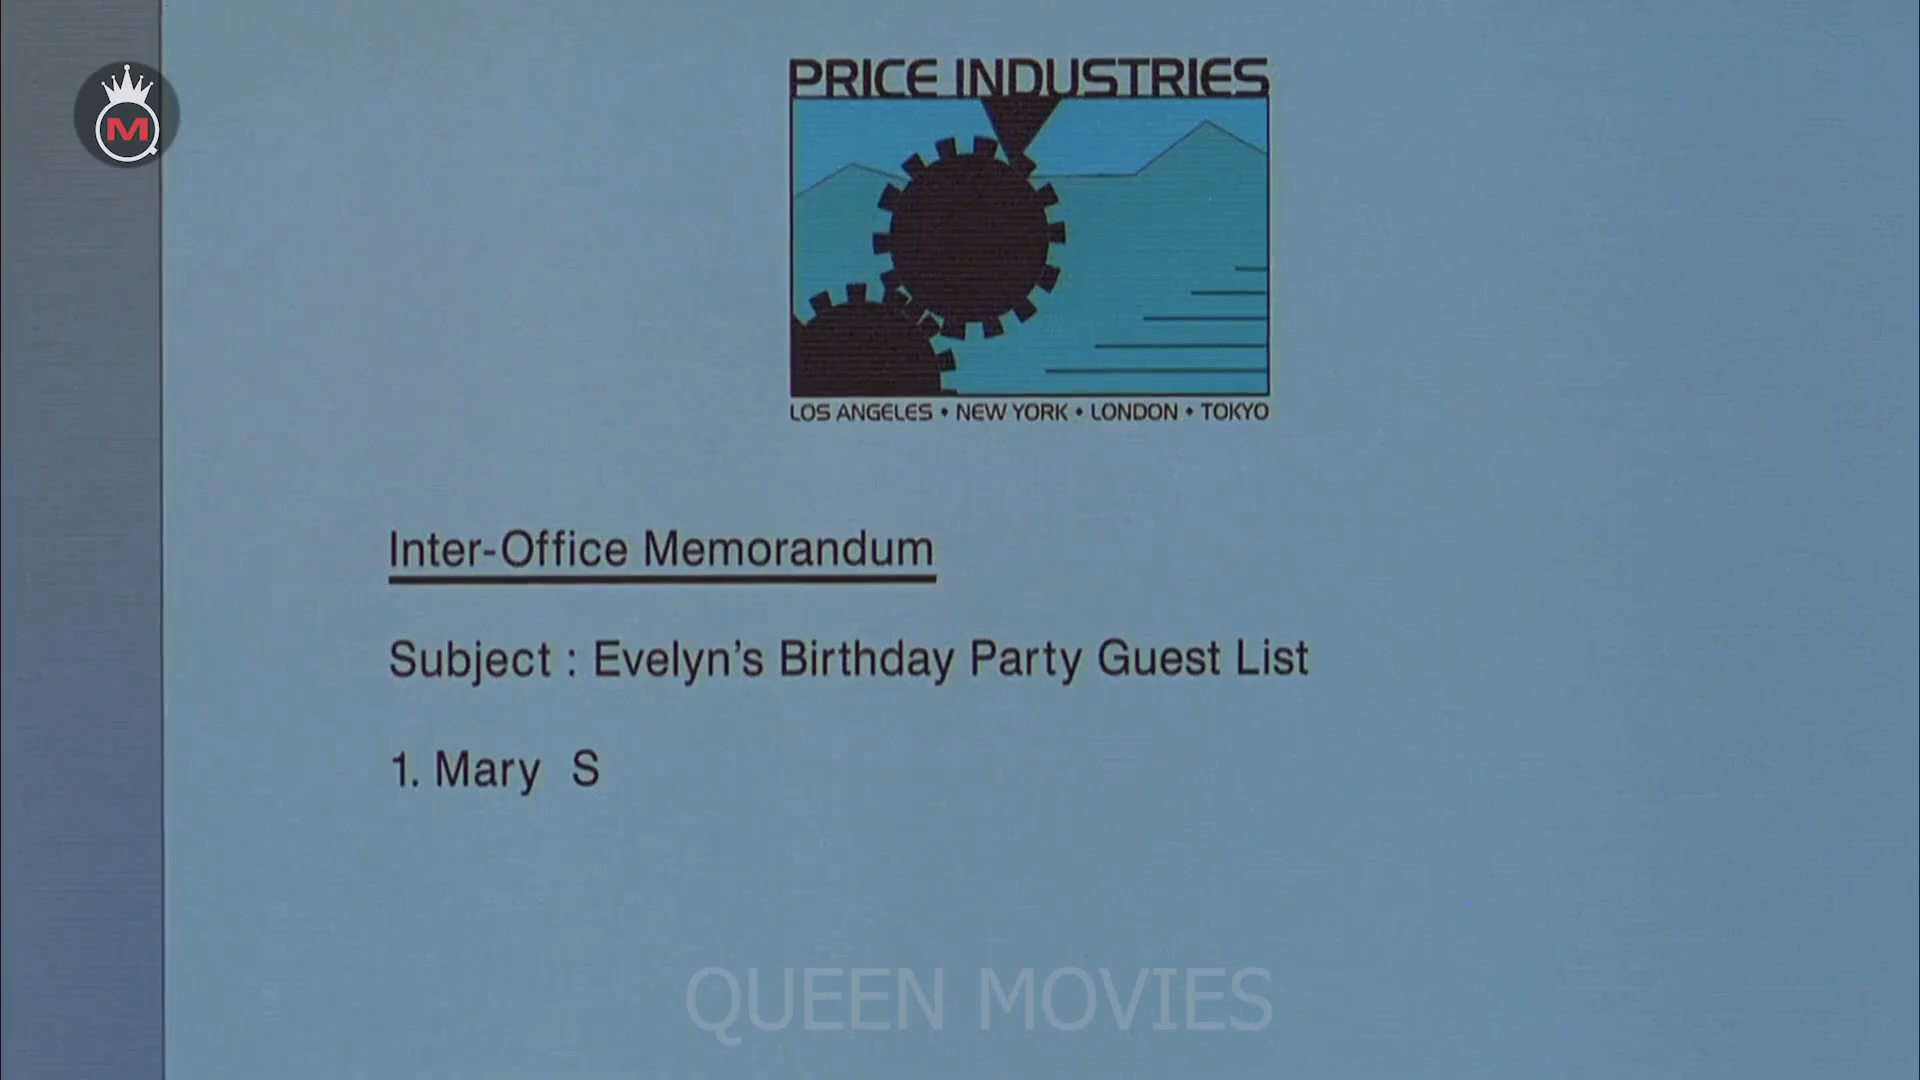 M
PRICE INDUSTRIES
LOS ANGELES • NEW YORK • LONDON • TOKYO
Inter-Office Memorandum
Subject : Evelyn's Birthday Party Guest List
1. Mary  S
QUEEN MOVIES